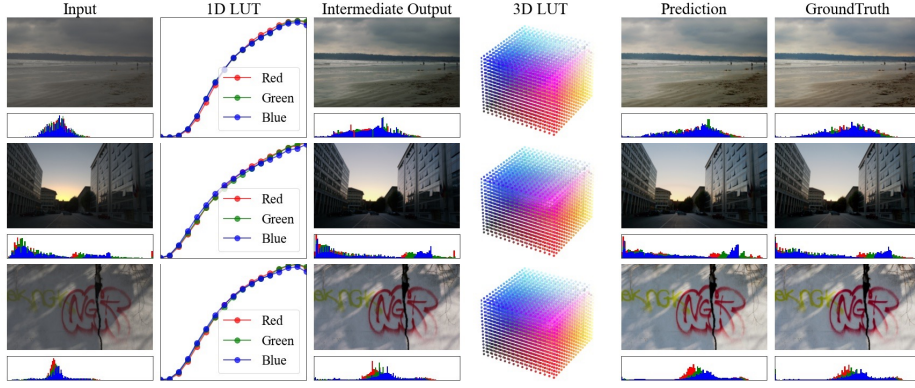 Input 1D LUT Intermediate Output 3D LUT Prediction GroundTruth
Red
Green
Blue
Red
Green
Blue
Red
Green
Blue